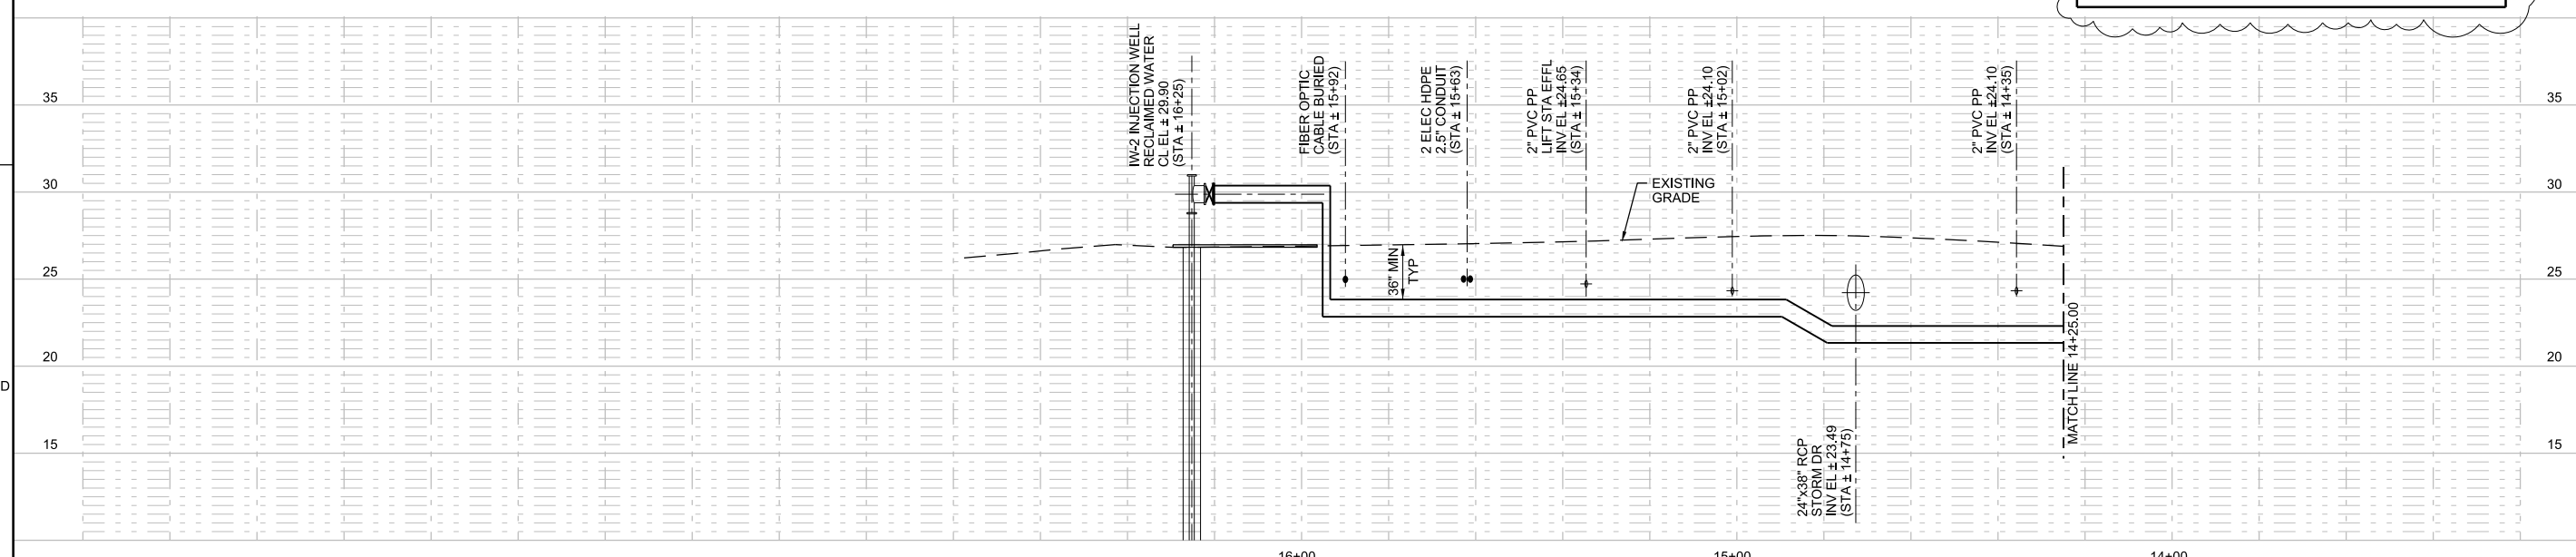 IW-2 INJECTION WELL
RECLAIMED WATER
CL EL ± 29.90
(STA ± 16+25)
FIBER OPTIC
CABLE BURIED
(STA ± 15+92)
2 ELEC HDPE
2.5" CONDUIT
(STA ± 15+63)
2" PVC PP
LIFT STA EFFL
INV EL ±24.65
(STA ± 15+34)
2" PVC PP
INV EL ±24.10
(STA ± 15+02)
2" PVC PP
INV EL ±24.10
(STA ± 14+35)
35
35
30
30
EXISTING
GRADE
25
25
36" MIN
TYP
20
20
MATCH LINE 14+25.00
D
15
15
24"x38" RCP
STORM DR
INV EL ± 23.49
(STA ± 14+75)
16+00
15+00
14+00